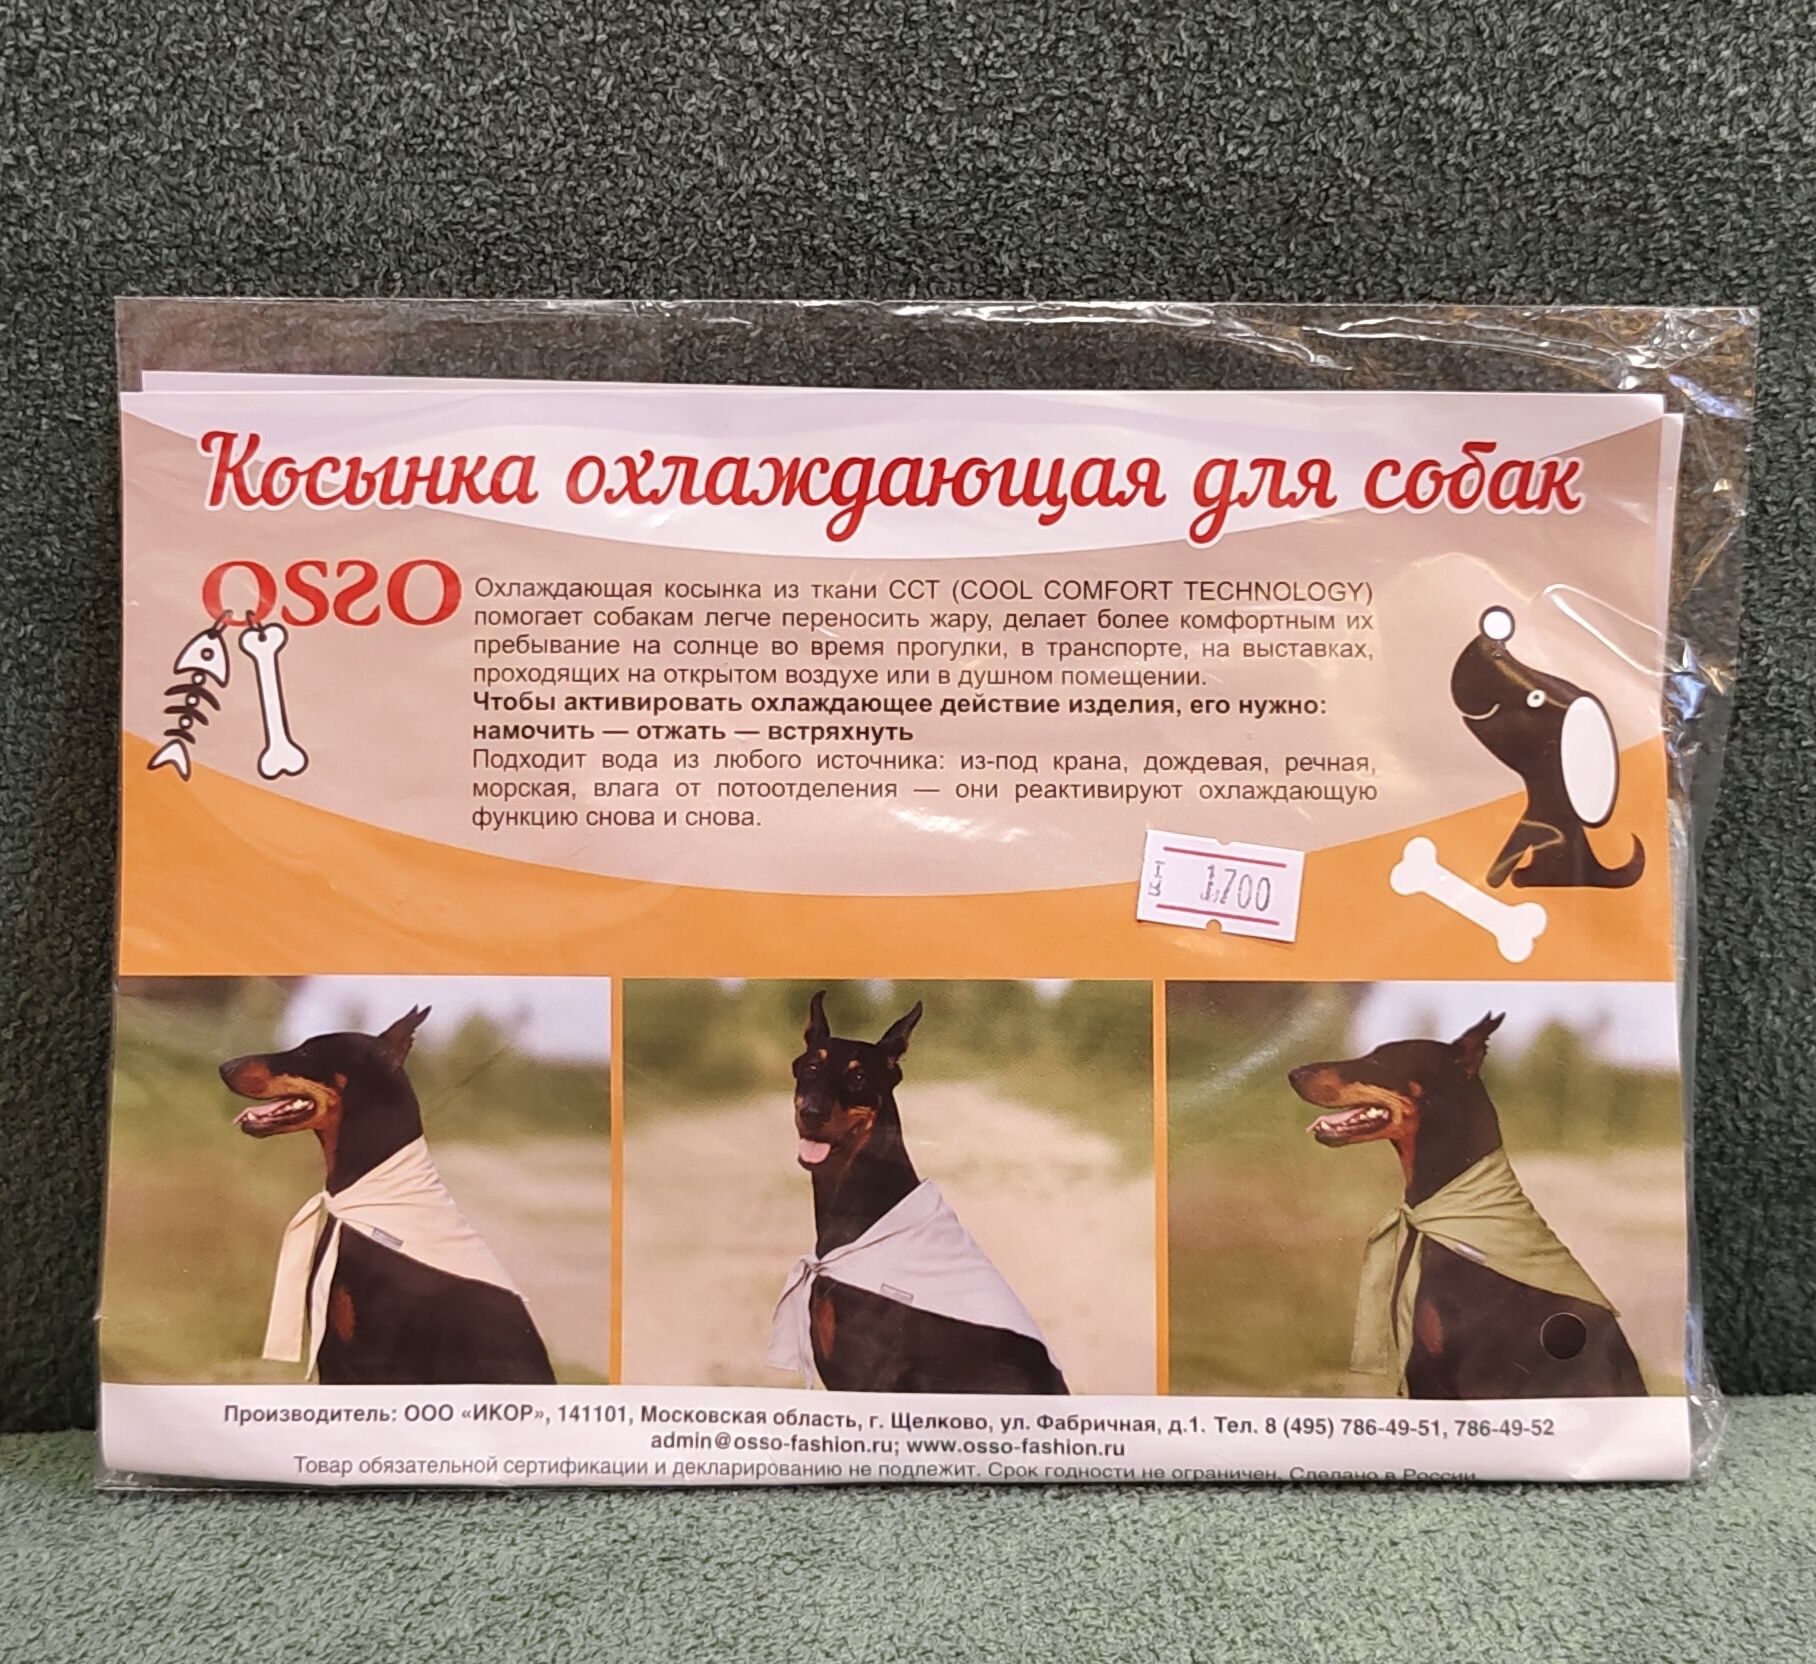 Косынка охлаждающая для собак
OSSO
Охлаждающая косынка из ткани ССТ (COOL COMFORT TECHNOLOGY)
помогает собакам легче переносить жару, делает более комфортным их
пребывание на солнце во время прогулки, в транспорте, на выставках,
проходящих на открытом воздухе или в душном помещении.
Чтобы активировать охлаждающее действие изделия, его нужно:
намочить — отжать — встряхнуть
Подходит вода из любого источника: из-под крана, дождевая, речная,
морская, влага от потоотделения — они реактивируют охлаждающую
функцию снова и снова.
1700
Производитель: ООО «ИКОР», 141101, Московская область, г. Щелково, ул. Фабричная, д.1. Тел. 8 (495) 786-49-51, 786-49-52
admin@osso-fashion.ru; www.osso-fashion.ru
Товар обязательной сертификации и декларированию не подлежит. Срок годности не ограничен. Сделано в России